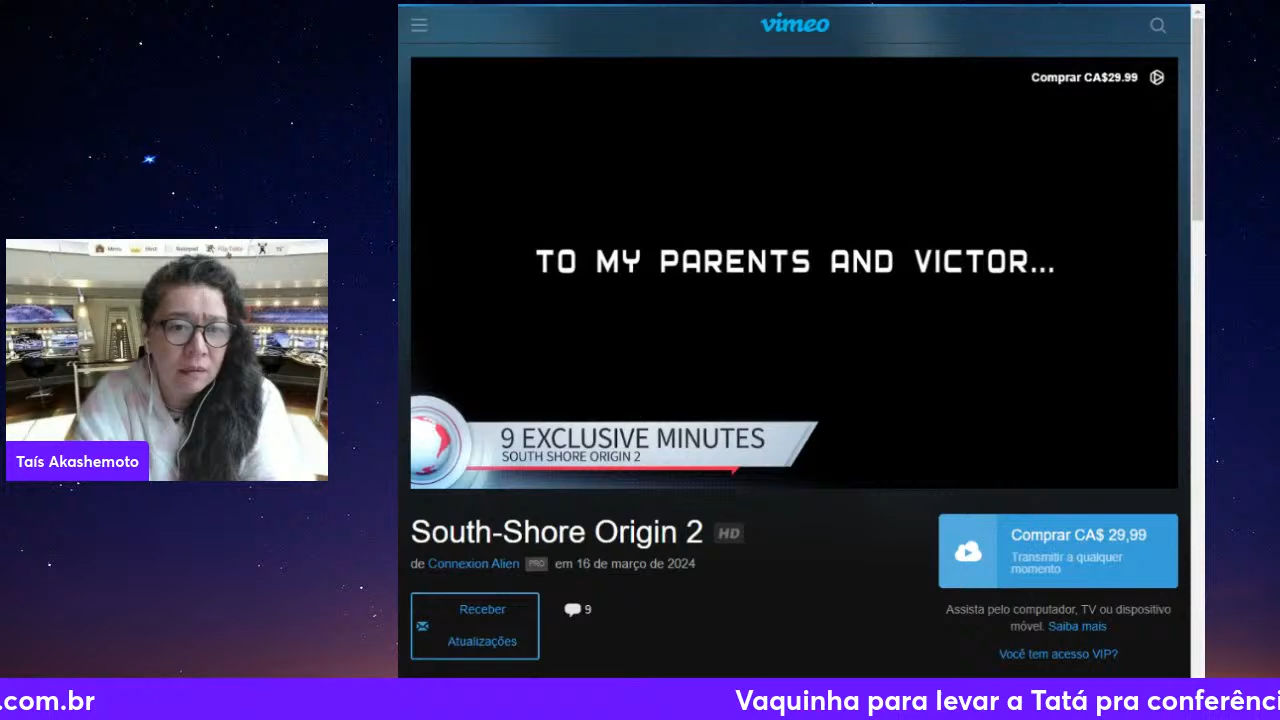 vimeo
Comprar CA$29.99
TO MY PARENTS AND VICTOR...
9 EXCLUSIVE MINUTES
SOUTH SHORE ORIGIN 2
Menu
Taís Akashemoto
South-Shore Origin 2 HD
de Connexion Alien PRO em 16 de março de 2024
Receber
Atualizações
9
Comprar CA$ 29,99
Transmitir a qualquer
momento
Assista pelo computador, TV ou dispositivo
móvel. Saiba mais
Você tem acesso VIP?
.com.br
Vaquinha para levar a Tatá pra conferênci